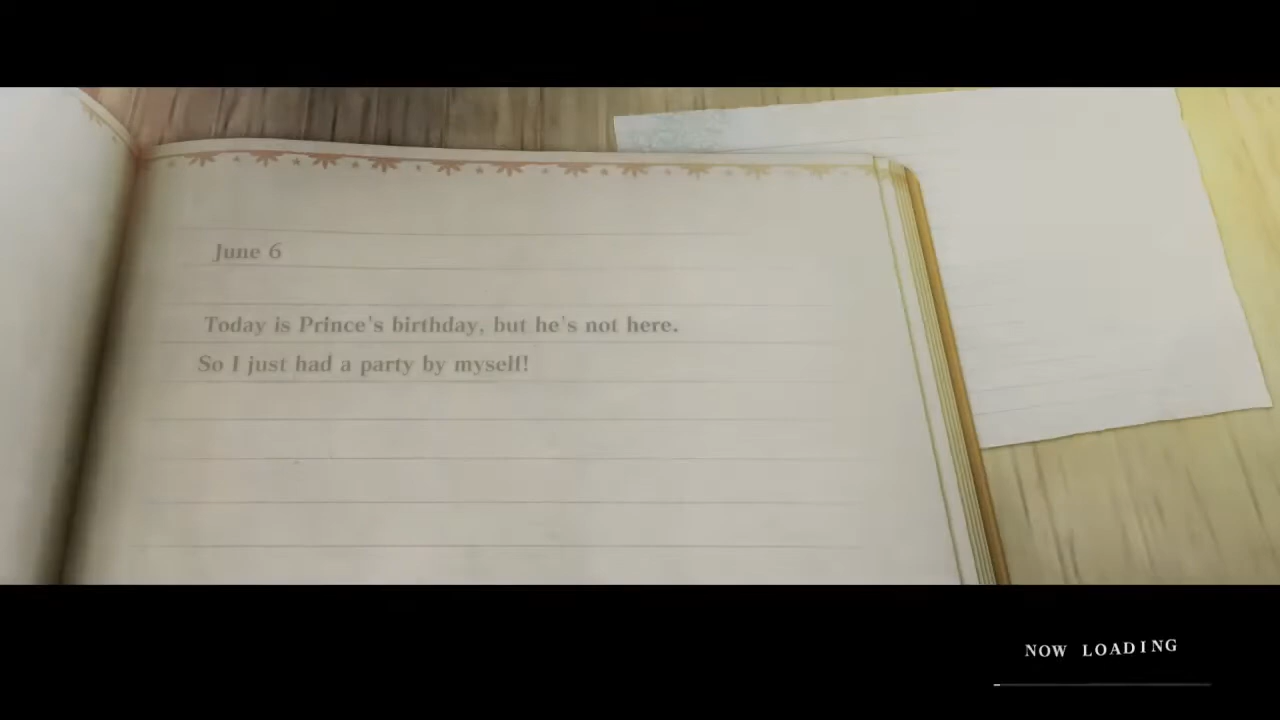 June 6
Today is Prince's birthday, but he's not here.
So I just had a party by myself!
NOW LOADING